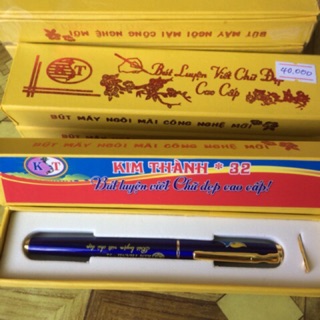 BÚT MÁY NGÒI MÀI CÔNG NGHỆ MỚI
Bút Luyện Viết Chữ Đẹp
Cao Cấp
40.000
BÚT MÁY NGÒI MÀI CÔNG NGHỆ MỚI
KT
KIM THÀNH * 32
Bút luyện viết Chữ đẹp cao cấp!